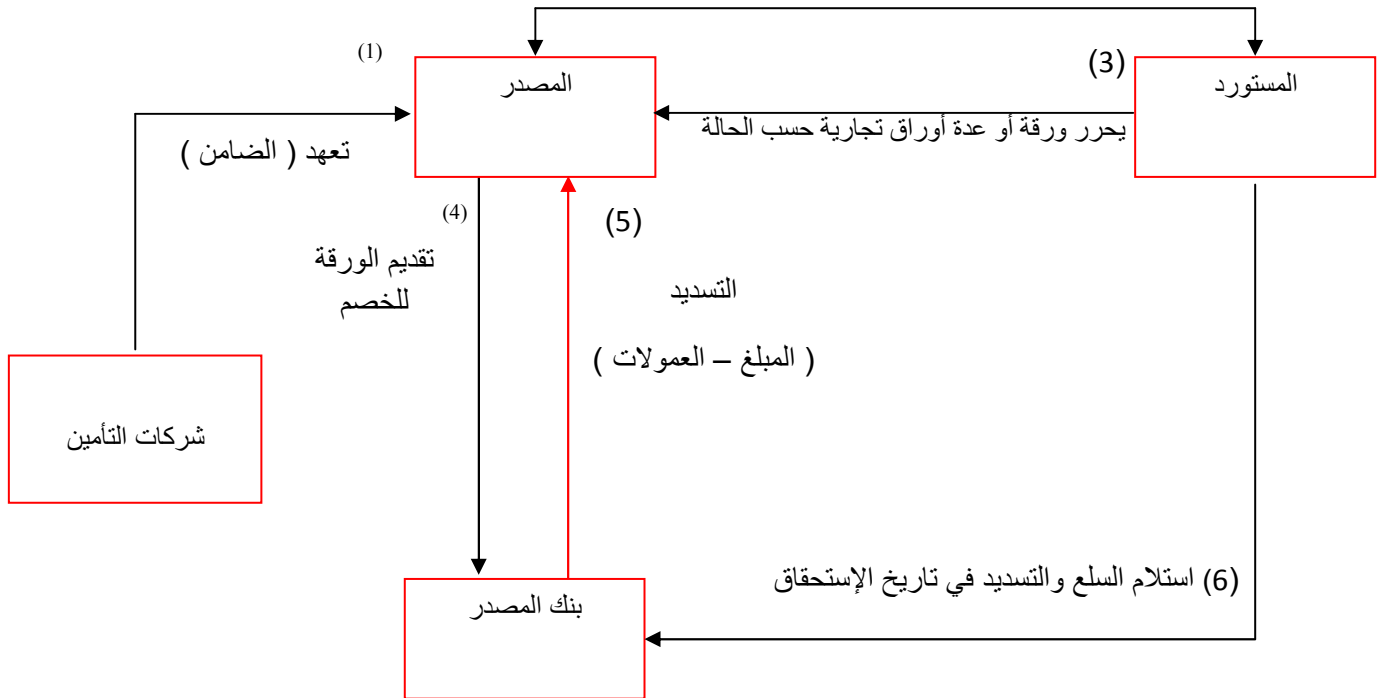 (1)
المصدر
(3)
المستورد
يحرر ورقة أو عدة أوراق تجارية حسب الحالة
تعهد ( الضامن )
(4)
(5)
تقديم الورقة
للخصم
التسديد
( المبلغ – العمولات )
شركات التأمين
(6) استلام السلع والتسديد في تاريخ الإستحقاق
بنك المصدر